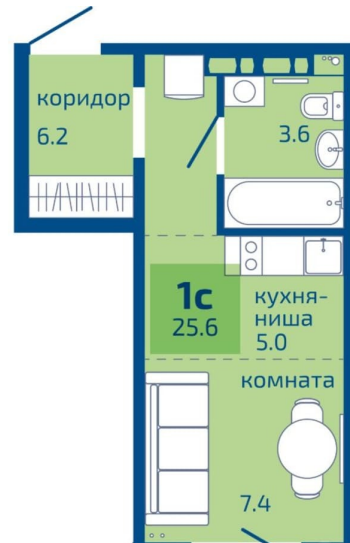 коридор
6.2
3.6
1с
25.6
кухня-
ниша
5.0
комната
7.4